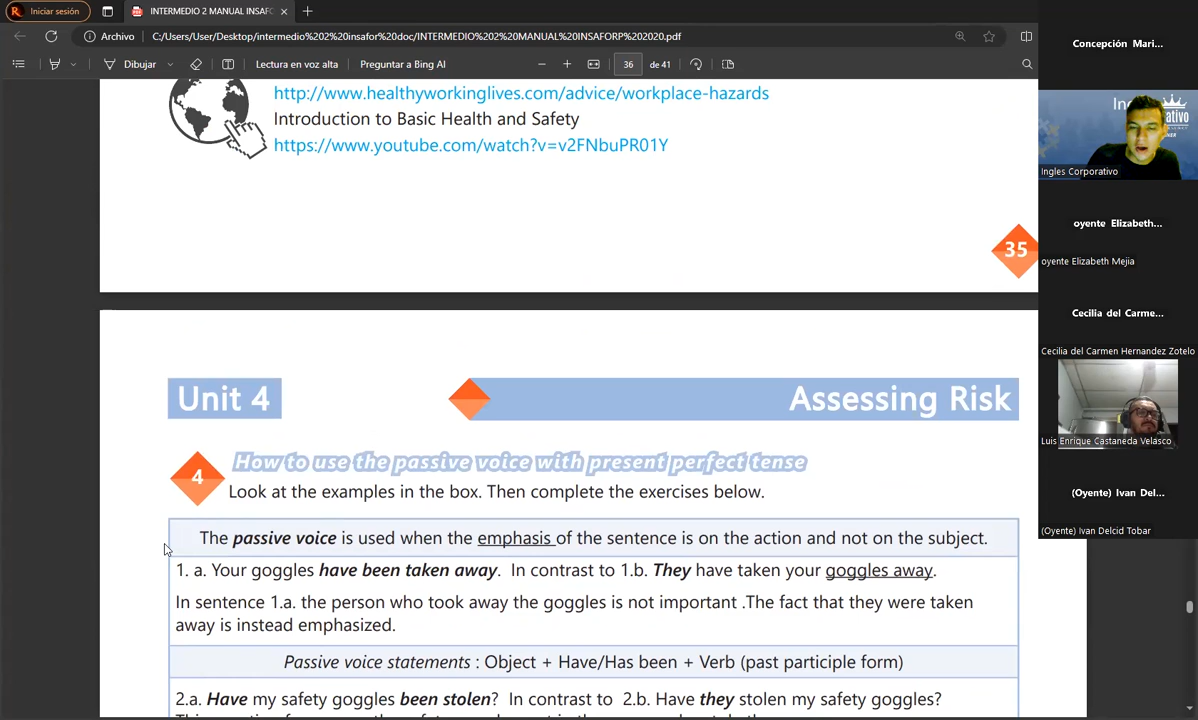 Iniciar sesión
INTERMEDIO 2 MANUAL INSAFO
Archivo
C:/Users/User/Desktop/intermedio%202%20insafor%20doc/INTERMEDIO%202%20MANUAL%20INSAFORP%202020.pdf
Dibujar
Lectura en voz alta
Preguntar a Bing AI
36
de 41
http://www.healthyworkinglives.com/advice/workplace-hazards
Introduction to Basic Health and Safety
https://www.youtube.com/watch?v=v2FNbuPR01Y
35
Unit 4
Assessing Risk
4
How to use the passive voice with present perfect tense
Look at the examples in the box. Then complete the exercises below.
The passive voice is used when the emphasis of the sentence is on the action and not on the subject.
1. a. Your goggles have been taken away. In contrast to 1.b. They have taken your goggles away.
In sentence 1.a. the person who took away the goggles is not important .The fact that they were taken
away is instead emphasized.
Passive voice statements : Object + Have/Has been + Verb (past participle form)
2.a. Have my safety goggles been stolen? In contrast to 2.b. Have they stolen my safety goggles?
Concepción Mari...
Ingles Corporativo
oyente Elizabeth...
oyente Elizabeth Mejia
Cecilia del Carme...
Cecilia del Carmen Hernandez Zotelo
Luis Enrique Castaneda Velasco
(Oyente) Ivan Del...
(Oyente) Ivan Delcid Tobar